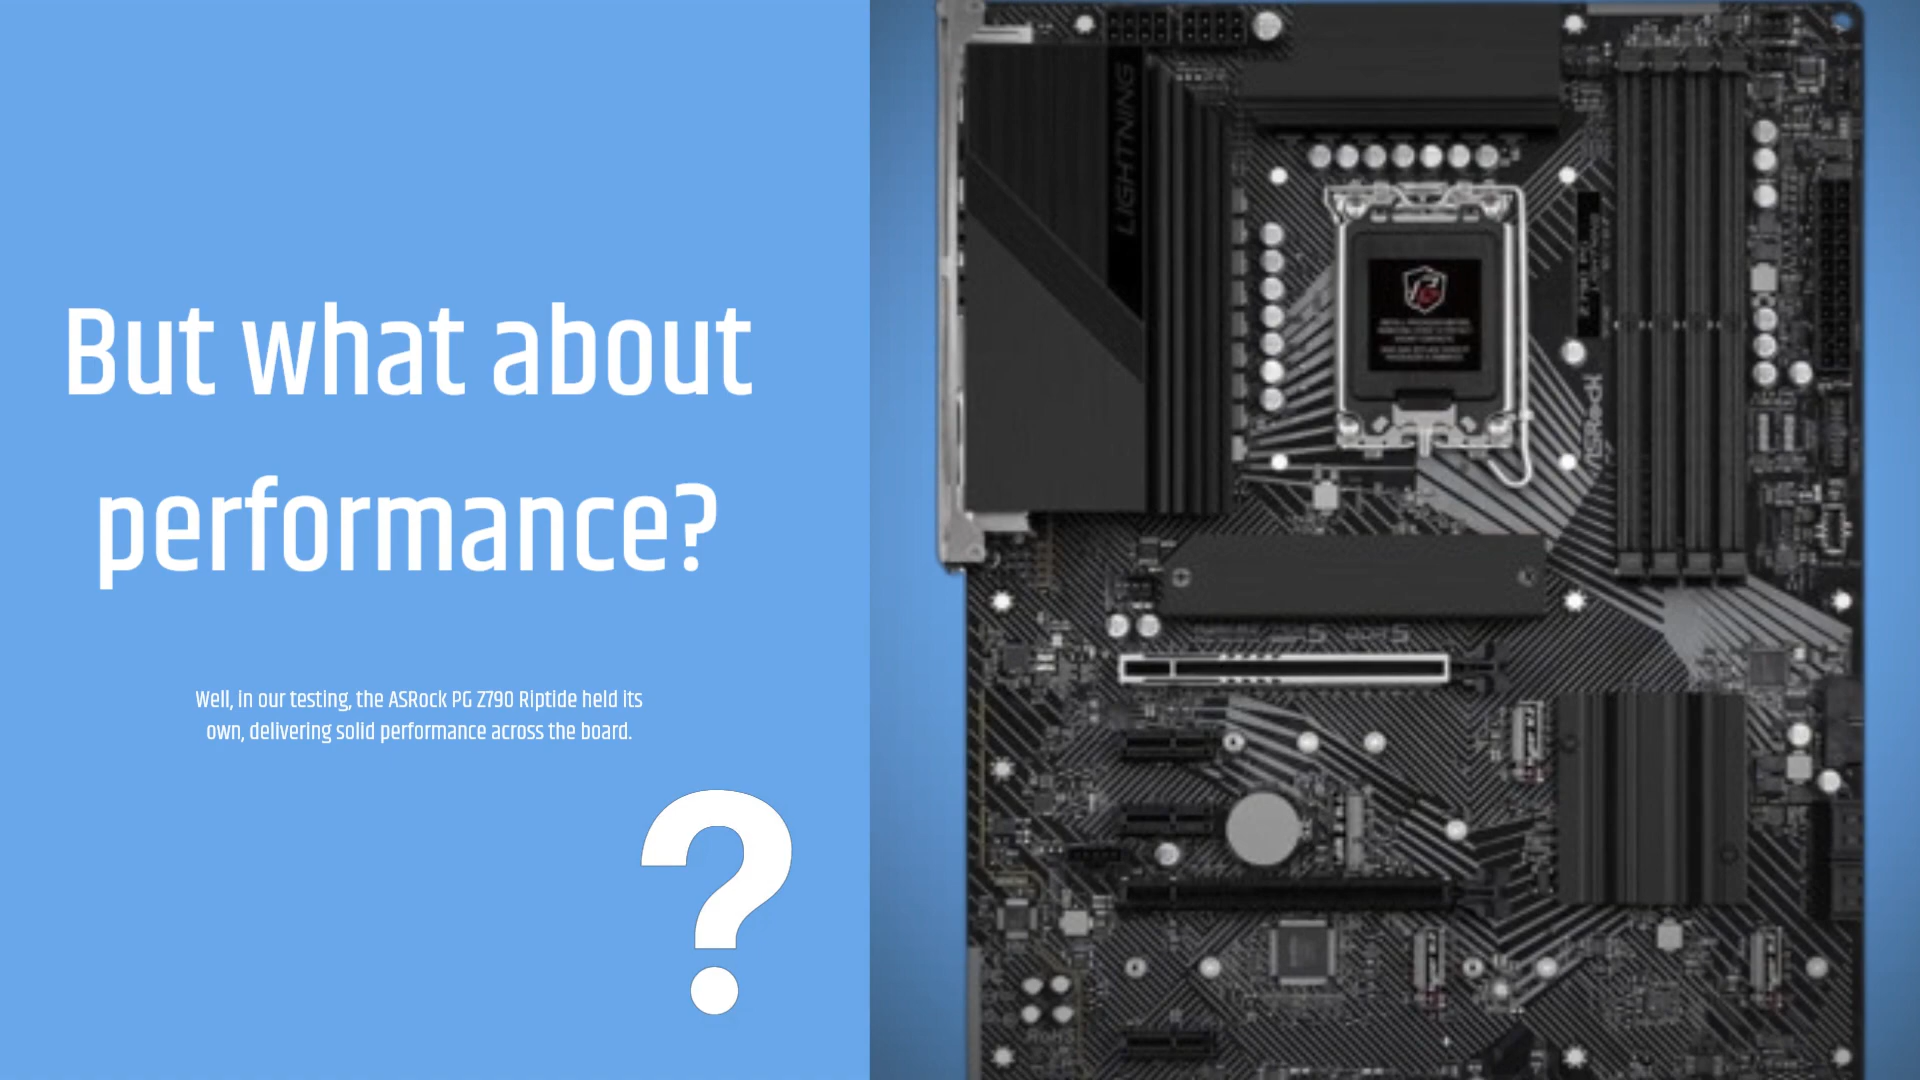 But what about
performance?
Well, in our testing, the ASRock PG Z790 Riptide held its
own, delivering solid performance across the board.
?
LIGHTNING
ASRock